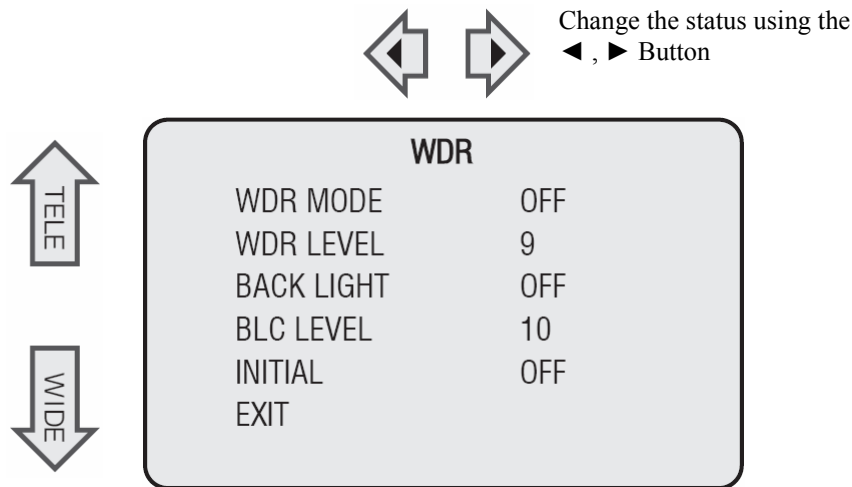 Change the status using the
◄ , ► Button
TELE
WIDE
WDR
WDR MODE OFF
WDR LEVEL 9
BACK LIGHT OFF
BLC LEVEL 10
INITIAL OFF
EXIT